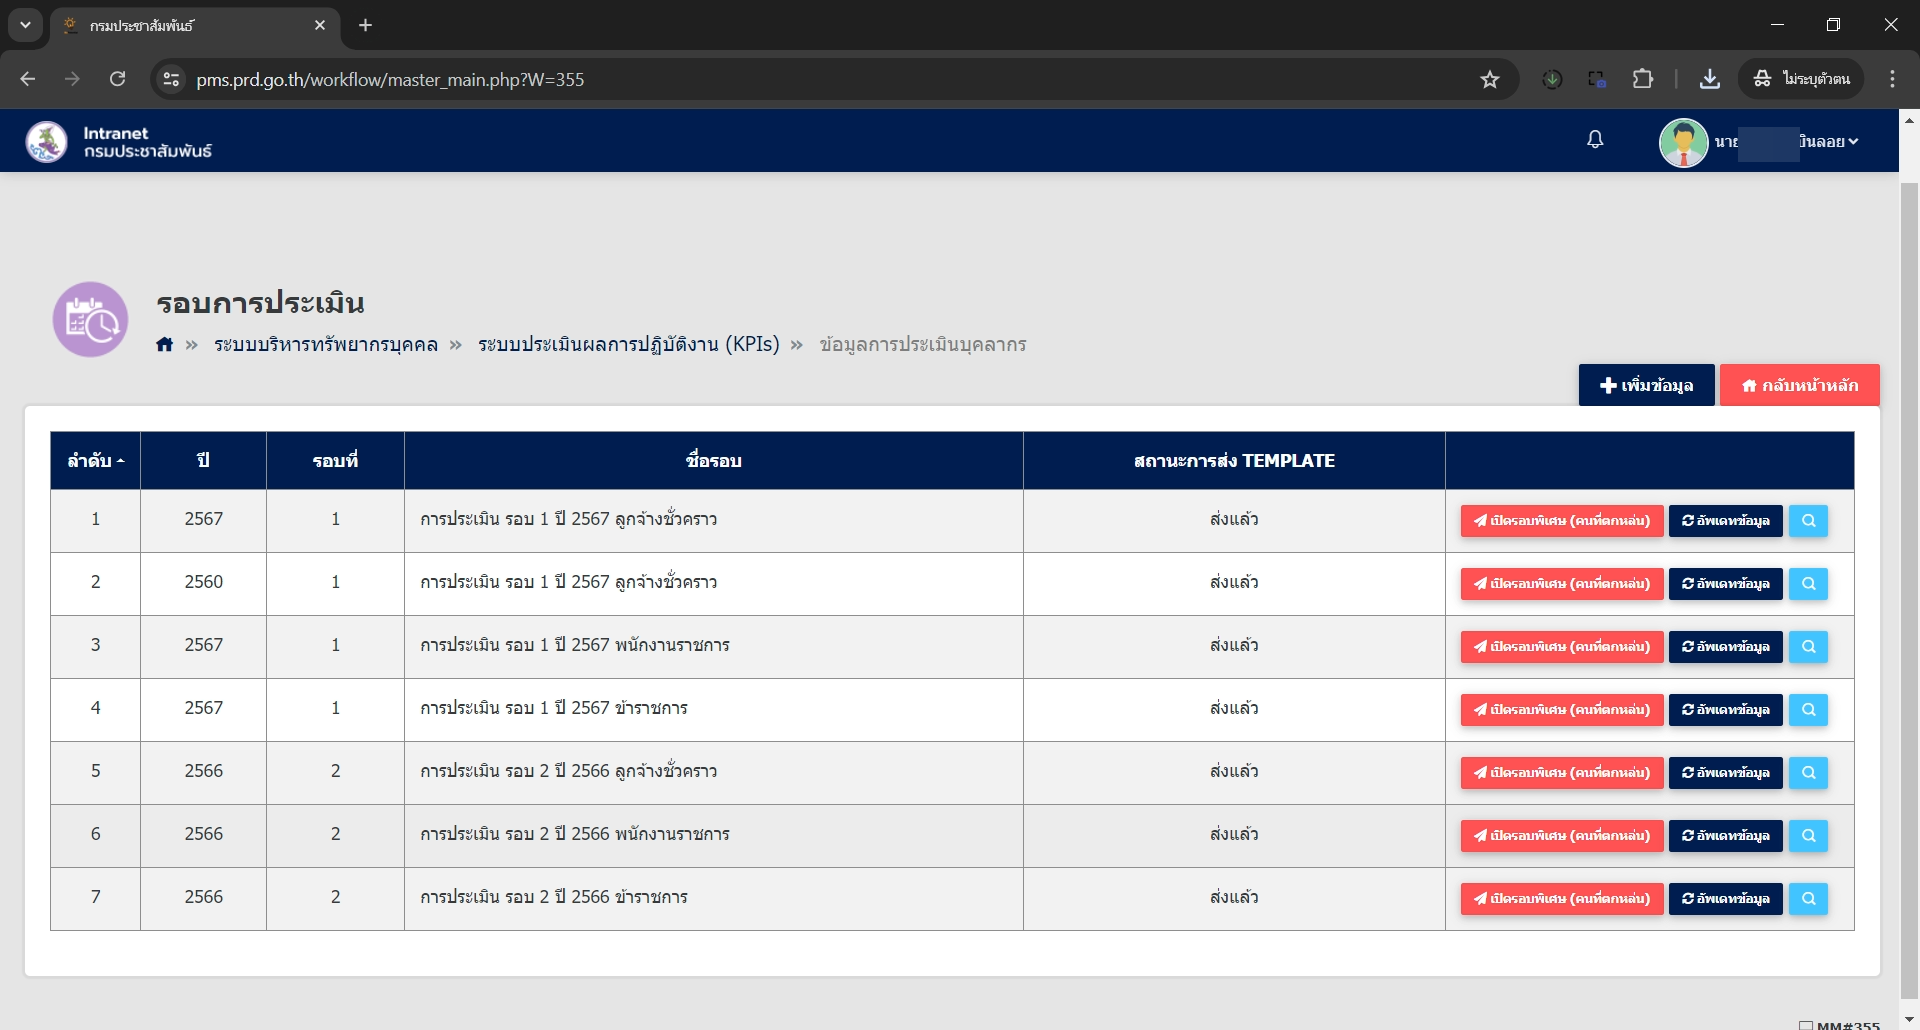 กรมประชาสัมพันธ์
pms.prd.go.th/workflow/master_main.php?W=355
ไม่ระบุตัวตน
Intranet
กรมประชาสัมพันธ์
นาย ยินลอย
รอบการประเมิน
» ระบบบริหารทรัพยากรบุคคล » ระบบประเมินผลการปฏิบัติงาน (KPIs) » ข้อมูลการประเมินบุคลากร
เพิ่มข้อมูล กลับหน้าหลัก
ลำดับ ปี รอบที่ ชื่อรอบ สถานะการส่ง TEMPLATE
1 2567 1 การประเมิน รอบ 1 ปี 2567 ลูกจ้างชั่วคราว ส่งแล้ว เปิดรอบพิเศษ (คนที่ตกหล่น) อัพเดทข้อมูล
2 2560 1 การประเมิน รอบ 1 ปี 2567 ลูกจ้างชั่วคราว ส่งแล้ว เปิดรอบพิเศษ (คนที่ตกหล่น) อัพเดทข้อมูล
3 2567 1 การประเมิน รอบ 1 ปี 2567 พนักงานราชการ ส่งแล้ว เปิดรอบพิเศษ (คนที่ตกหล่น) อัพเดทข้อมูล
4 2567 1 การประเมิน รอบ 1 ปี 2567 ข้าราชการ ส่งแล้ว เปิดรอบพิเศษ (คนที่ตกหล่น) อัพเดทข้อมูล
5 2566 2 การประเมิน รอบ 2 ปี 2566 ลูกจ้างชั่วคราว ส่งแล้ว เปิดรอบพิเศษ (คนที่ตกหล่น) อัพเดทข้อมูล
6 2566 2 การประเมิน รอบ 2 ปี 2566 พนักงานราชการ ส่งแล้ว เปิดรอบพิเศษ (คนที่ตกหล่น) อัพเดทข้อมูล
7 2566 2 การประเมิน รอบ 2 ปี 2566 ข้าราชการ ส่งแล้ว เปิดรอบพิเศษ (คนที่ตกหล่น) อัพเดทข้อมูล
MM#355